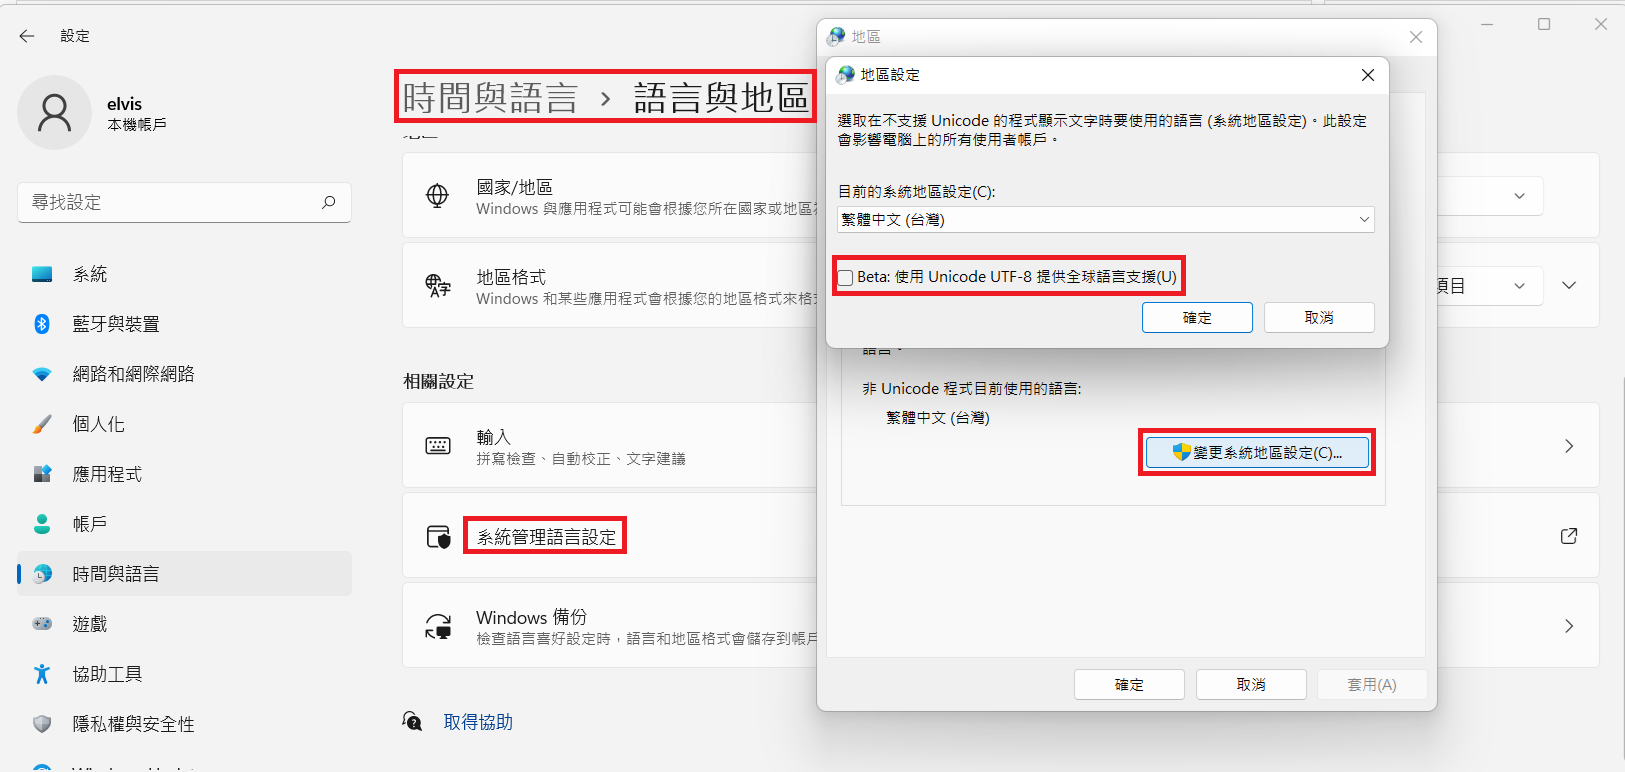 設定
elvis
本機帳戶
尋找設定
系統
藍牙與裝置
網路和網際網路
個人化
應用程式
帳戶
時間與語言
遊戲
協助工具
隱私權與安全性
時間與語言 › 語言與地區
國家/地區
Windows 與應用程式可能會根據您所在國家或地區
地區格式
Windows 和某些應用程式會根據您的地區格式來格
項目
相關設定
輸入
拼寫檢查、自動校正、文字建議
系統管理語言設定
Windows 備份
檢查語言喜好設定時，語言和地區格式會儲存到帳戶
取得協助
地區
地區設定
選取在不支援 Unicode 的程式顯示文字時要使用的語言 (系統地區設定)。此設定
會影響電腦上的所有使用者帳戶。
目前的系統地區設定(C):
繁體中文 (台灣)
Beta: 使用 Unicode UTF-8 提供全球語言支援(U)
確定
取消
語言。
非 Unicode 程式目前使用的語言:
繁體中文 (台灣)
變更系統地區設定(C)...
確定
取消
套用(A)